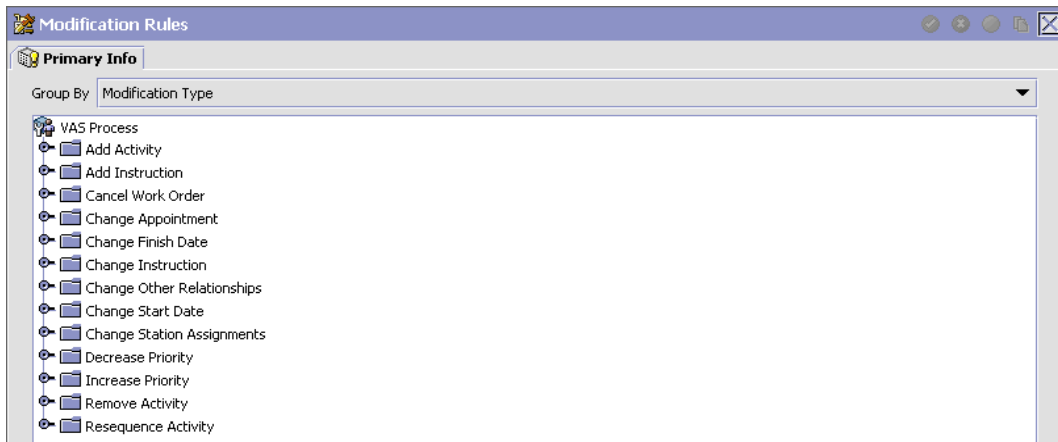 Modification Rules
Primary Info
Group By Modification Type
VAS Process
Add Activity
Add Instruction
Cancel Work Order
Change Appointment
Change Finish Date
Change Instruction
Change Other Relationships
Change Start Date
Change Station Assignments
Decrease Priority
Increase Priority
Remove Activity
Resequence Activity